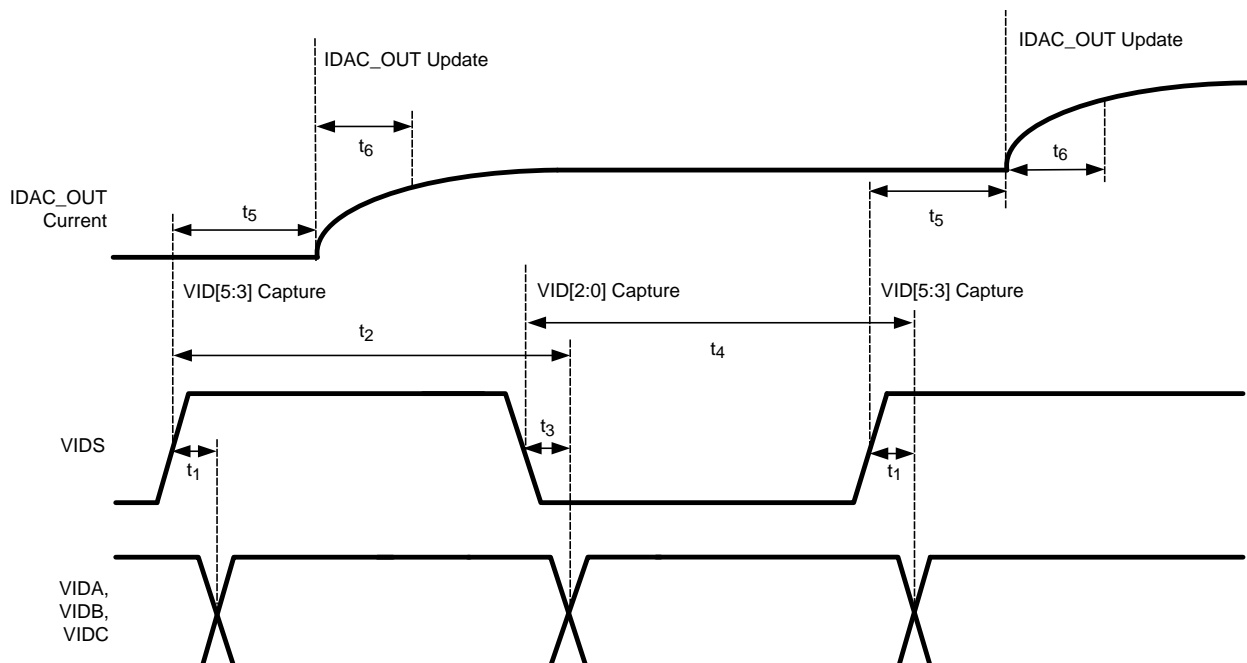 IDAC_OUT Update
IDAC_OUT Update
t6
t6
IDAC_OUT
Current
t5
t5
VID[5:3] Capture
VID[2:0] Capture
VID[5:3] Capture
t2
t4
VIDS
t1
t3
t1
VIDA,
VIDB,
VIDC